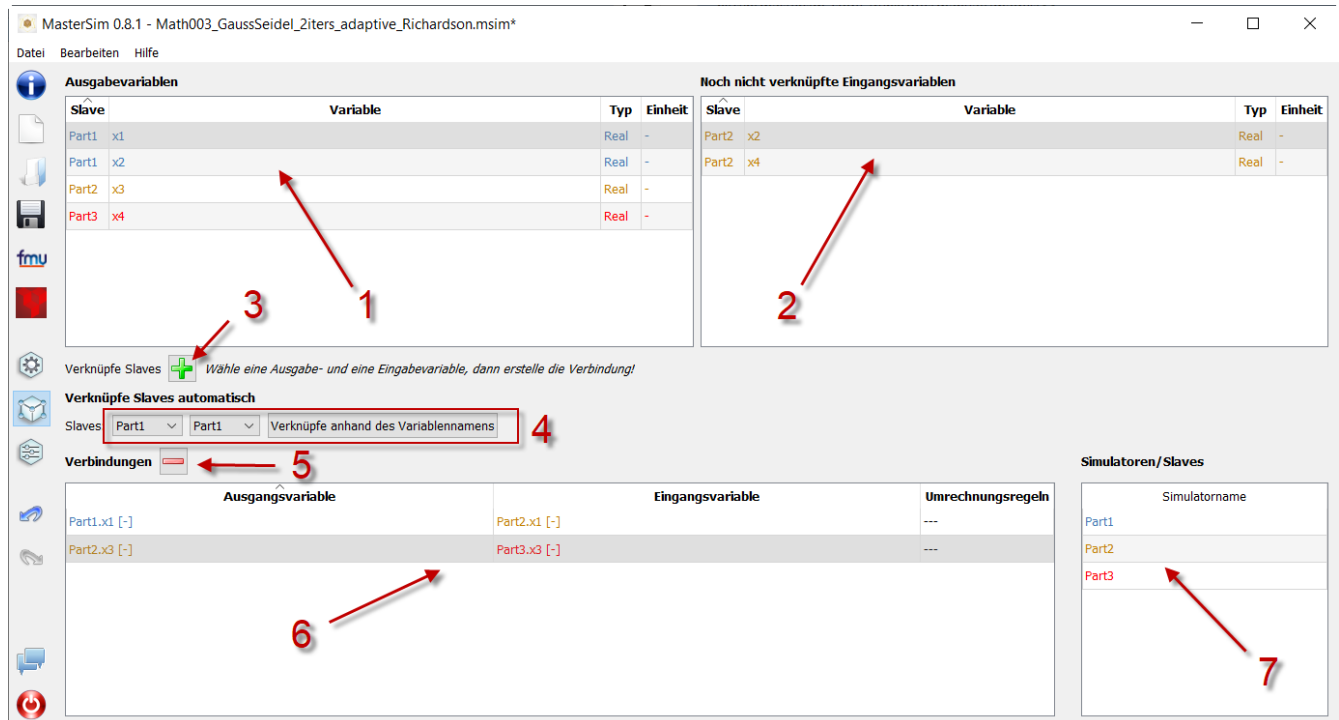 MasterSim 0.8.1 - Math003_GaussSeidel_2iters_adaptive_Richardson.msim*
Datei Bearbeiten Hilfe
Ausgabevariablen
Slave Variable Typ Einheit
Part1 x1 Real -
Part1 x2 Real -
Part2 x3 Real -
Part3 x4 Real -
1
Noch nicht verknüpfte Eingangsvariablen
Slave Variable Typ Einheit
Part2 x2 Real -
Part2 x4 Real -
2
fmu
3
Verknüpfe Slaves Wähle eine Ausgabe- und eine Eingabevariable, dann erstelle die Verbindung!
Verknüpfe Slaves automatisch
Slaves Part1 Part1 Verknüpfe anhand des Variablennamens 4
Verbindungen 5
Ausgangsvariable Eingangsvariable Umrechnungsregeln
Part1.x1 [-] Part2.x1 [-] ---
Part2.x3 [-] Part3.x3 [-] ---
6
Simulatoren/Slaves
Simulatorname
Part1
Part2
Part3
7